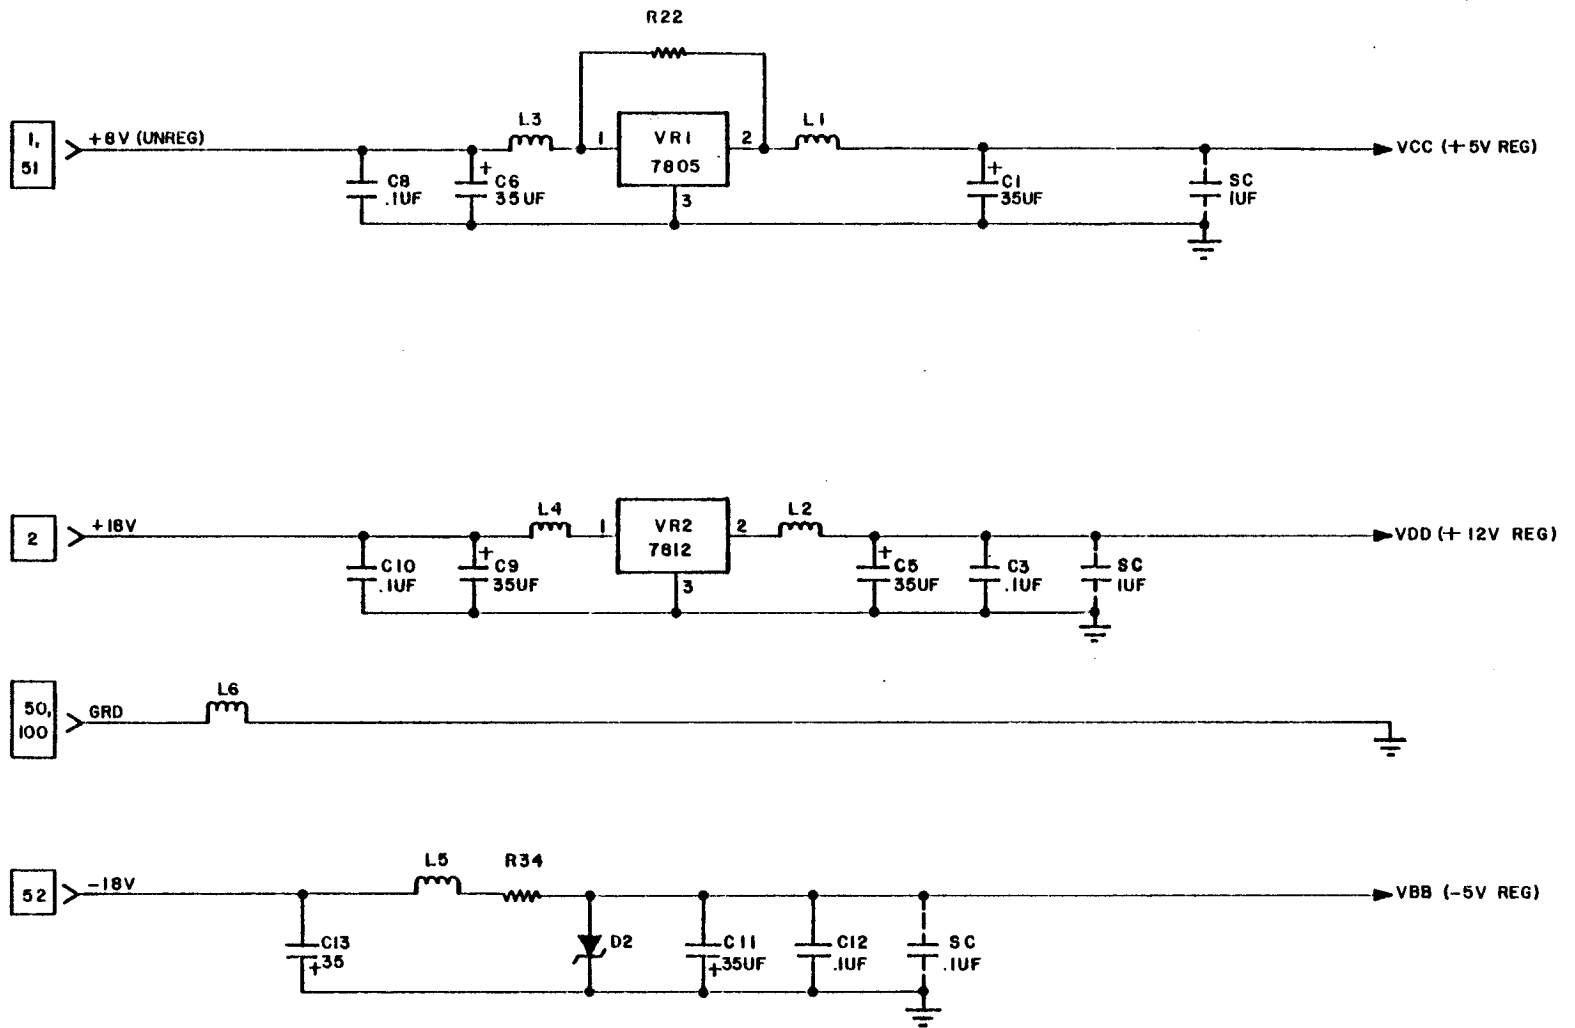 R22
1,
51
+8V (UNREG)
L3
1
VR1
7805
2
L1
VCC (+5V REG)
3
C8
.1UF
+
C6
35UF
+
C1
35UF
SC
1UF
2
+18V
L4
1
VR2
7812
2
L2
VDD (+12V REG)
3
C10
.1UF
+
C9
35UF
+
C5
35UF
C3
.1UF
SC
1UF
50,
100
GRD
L6
52
-18V
L5
R34
VBB (-5V REG)
C13
+35
D2
C11
+35UF
C12
.1UF
SC
.1UF